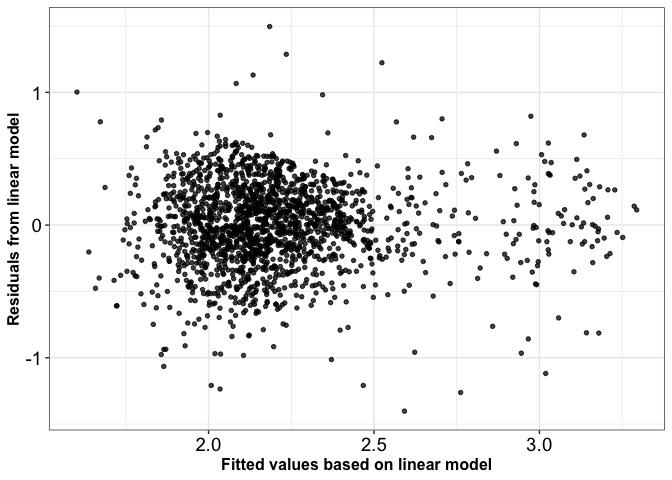 Residuals from linear model
1
0
-1
2.0 2.5 3.0
Fitted values based on linear model